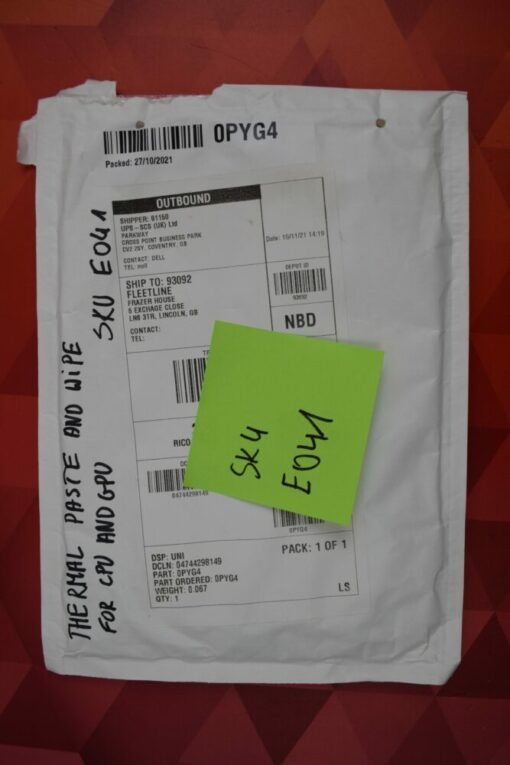 0PYG4
Packed: 27/10/2021
OUTBOUND
SHIPPER: 01150
UPS-SCS (UK) Ltd
PARKWAY
CROSS POINT BUSINESS PARK
CV2 2SY, COVENTRY, GB
CONTACT: DELL
TEL: null
Date: 15/11/21 14:19
SHIP TO: 93092
FLEETLINE
FRAZER HOUSE
5 EXCHAGE CLOSE
LN6 3TR, LINCOLN, GB
CONTACT:
TEL:
DEPOT ID
93092
NBD
RICO
04744298149
0PYG4
DSP: UNI
DCLN: 04744298149
PART: 0PYG4
PART ORDERED: 0PYG4
WEIGHT: 0.067
QTY: 1
PACK: 1 OF 1
LS
SKU
E041
THERMAL PASTE AND WIPE SKU E041
FOR CPU AND GPU